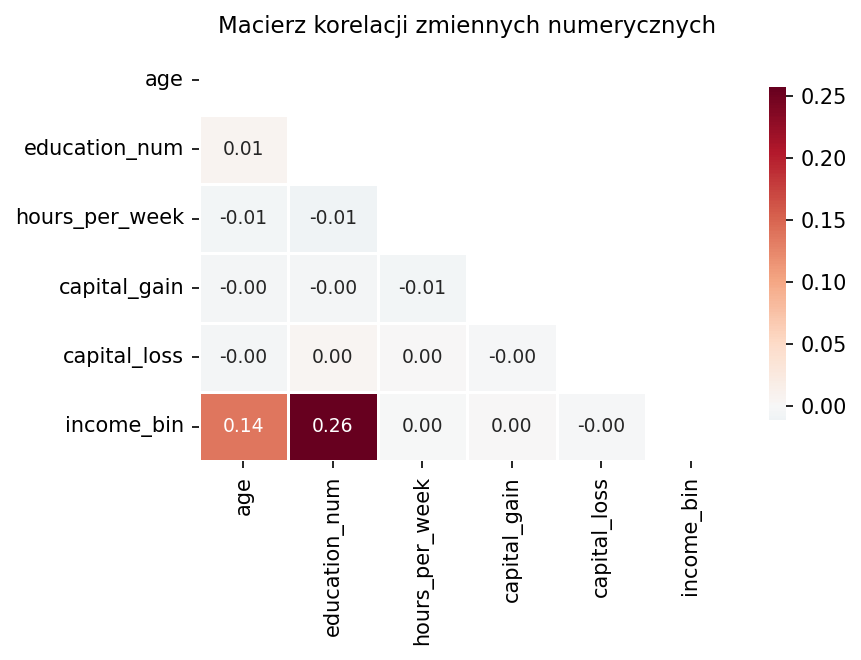 Macierz korelacji zmiennych numerycznych
age
education_num 0.01
hours_per_week -0.01 -0.01
capital_gain -0.00 -0.00 -0.01
capital_loss -0.00 0.00 0.00 -0.00
income_bin 0.14 0.26 0.00 0.00 -0.00
age education_num hours_per_week capital_gain capital_loss income_bin
0.25
0.20
0.15
0.10
0.05
0.00